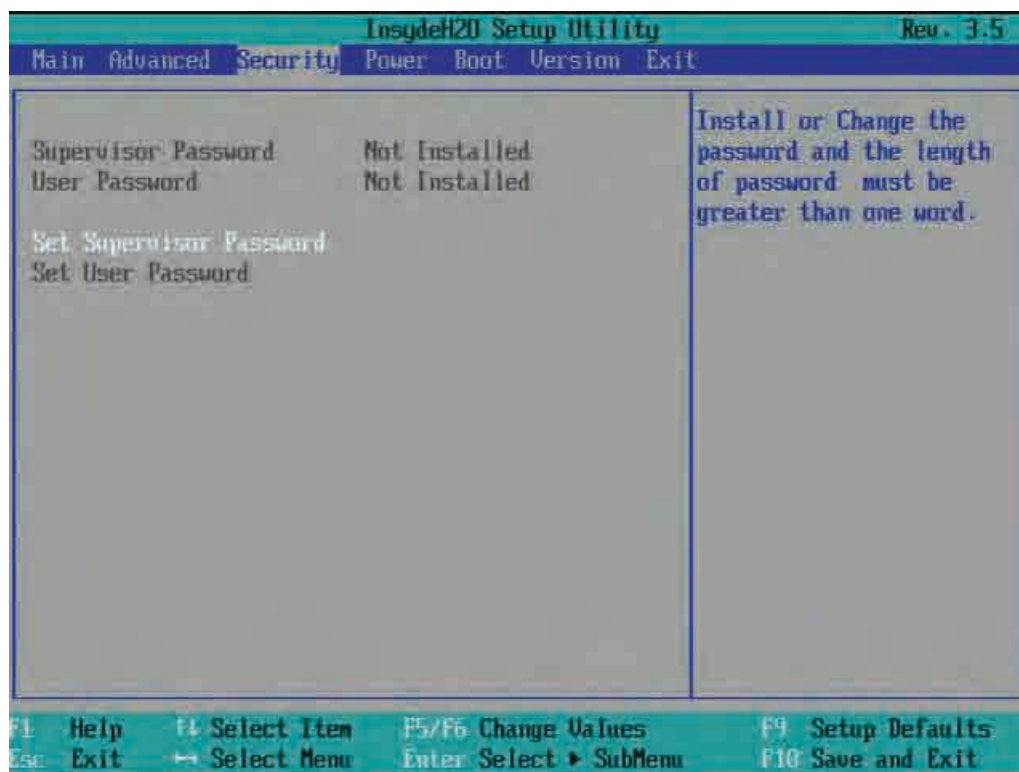 InsydeH2O Setup Utility Rev. 3.5
Main Advanced Security Power Boot Version Exit
Supervisor Password Not Installed
User Password Not Installed
Set Supervisor Password
Set User Password
Install or Change the
password and the length
of password must be
greater than one word.
F1 Help ↑↓ Select Item F5/F6 Change Values F9 Setup Defaults
Esc Exit ↔ Select Menu Enter Select ► SubMenu F10 Save and Exit